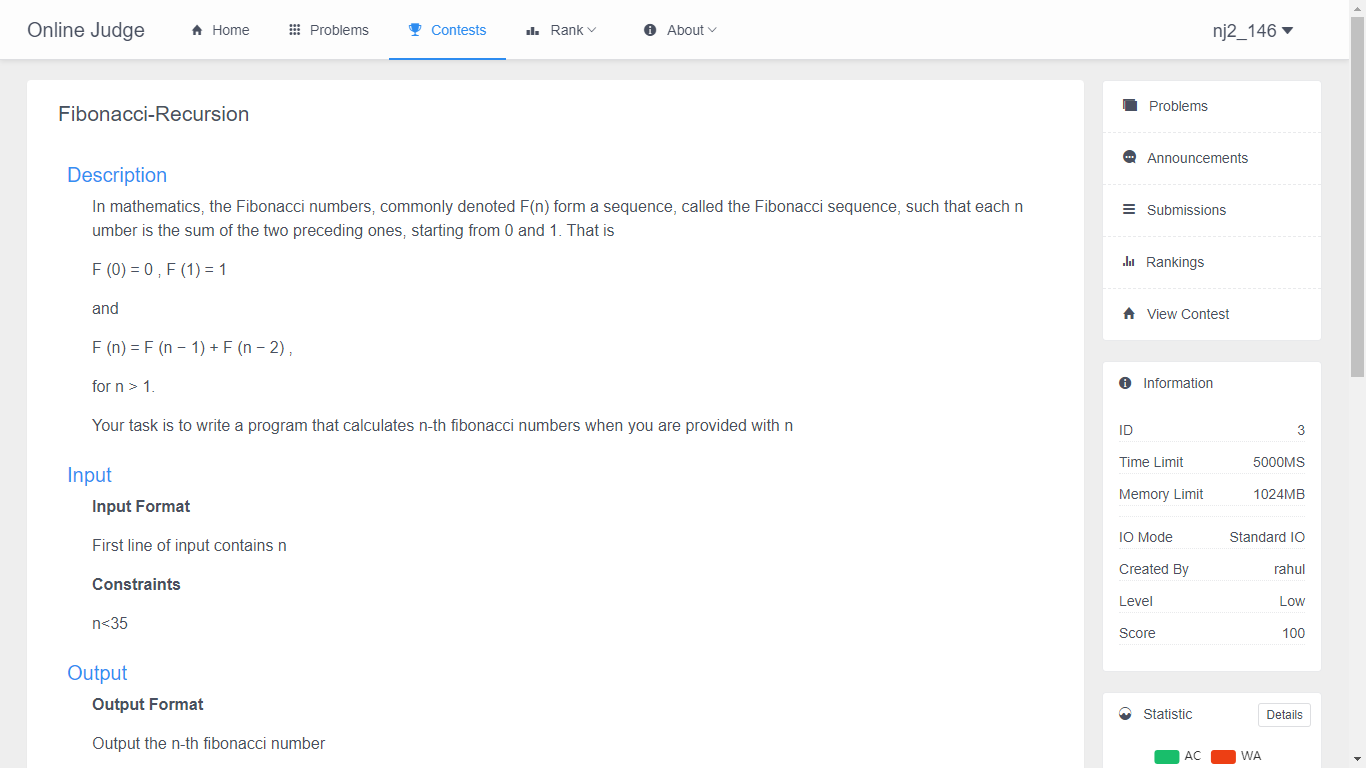 Online Judge
Home
Problems
Contests
Rank
About
nj2_146
Fibonacci-Recursion
Description
In mathematics, the Fibonacci numbers, commonly denoted F(n) form a sequence, called the Fibonacci sequence, such that each n
umber is the sum of the two preceding ones, starting from 0 and 1. That is
F (0) = 0 , F (1) = 1
and
F (n) = F (n − 1) + F (n − 2) ,
for n > 1.
Your task is to write a program that calculates n-th fibonacci numbers when you are provided with n
Input
Input Format
First line of input contains n
Constraints
n<35
Output
Output Format
Output the n-th fibonacci number
Problems
Announcements
Submissions
Rankings
View Contest
Information
ID 3
Time Limit 5000MS
Memory Limit 1024MB
IO Mode Standard IO
Created By rahul
Level Low
Score 100
Statistic Details
AC WA